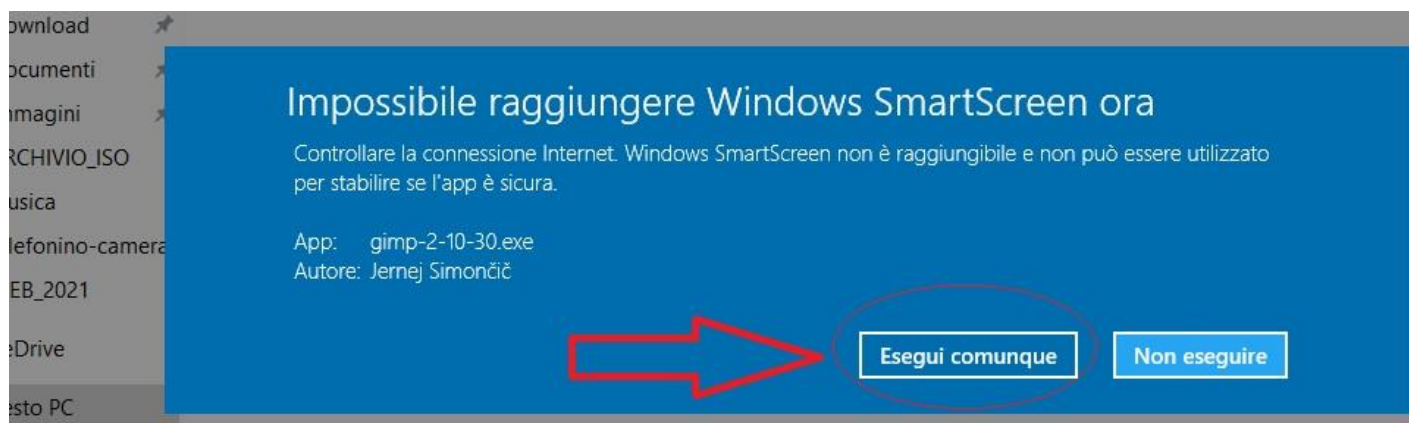 ownload
ocumenti
magini
RCHIVIO_ISO
usica
lefonino-camera
EB_2021
eDrive
esto PC
Impossibile raggiungere Windows SmartScreen ora
Controllare la connessione Internet. Windows SmartScreen non è raggiungibile e non può essere utilizzato
per stabilire se l'app è sicura.
App: gimp-2-10-30.exe
Autore: Jernej Simončič
Esegui comunque
Non eseguire